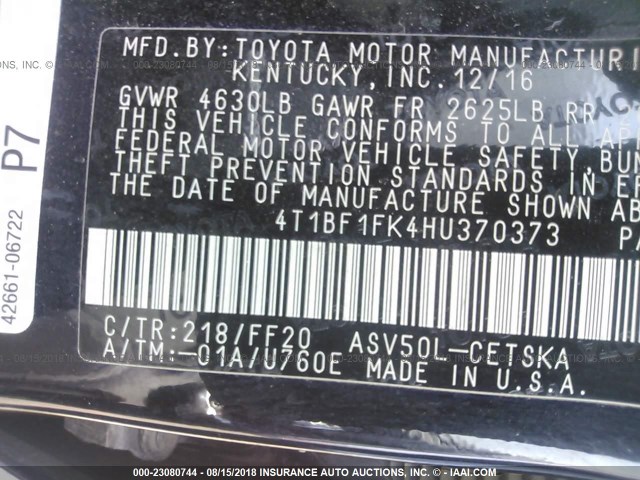 MFD. BY: TOYOTA MOTOR MANUFACTURI
KENTUCKY, INC. 12/16
GVWR 4630LB GAWR FR 2625LB RR
THIS VEHICLE CONFORMS TO ALL
FEDERAL MOTOR VEHICLE SAFETY, BU
THEFT PREVENTION STANDARDS IN E
THE DATE OF MANUFACTURE SHOWN AB
4T1BF1FK4HU370373
C/TR:218/FF20 ASV50L-CETSKA
A/TM:-01A/U760E MADE IN U.S.A.
42661-06722 P7
000-23080744 - 08/15/2018 INSURANCE AUTO AUCTIONS, INC. © - IAAI.COM